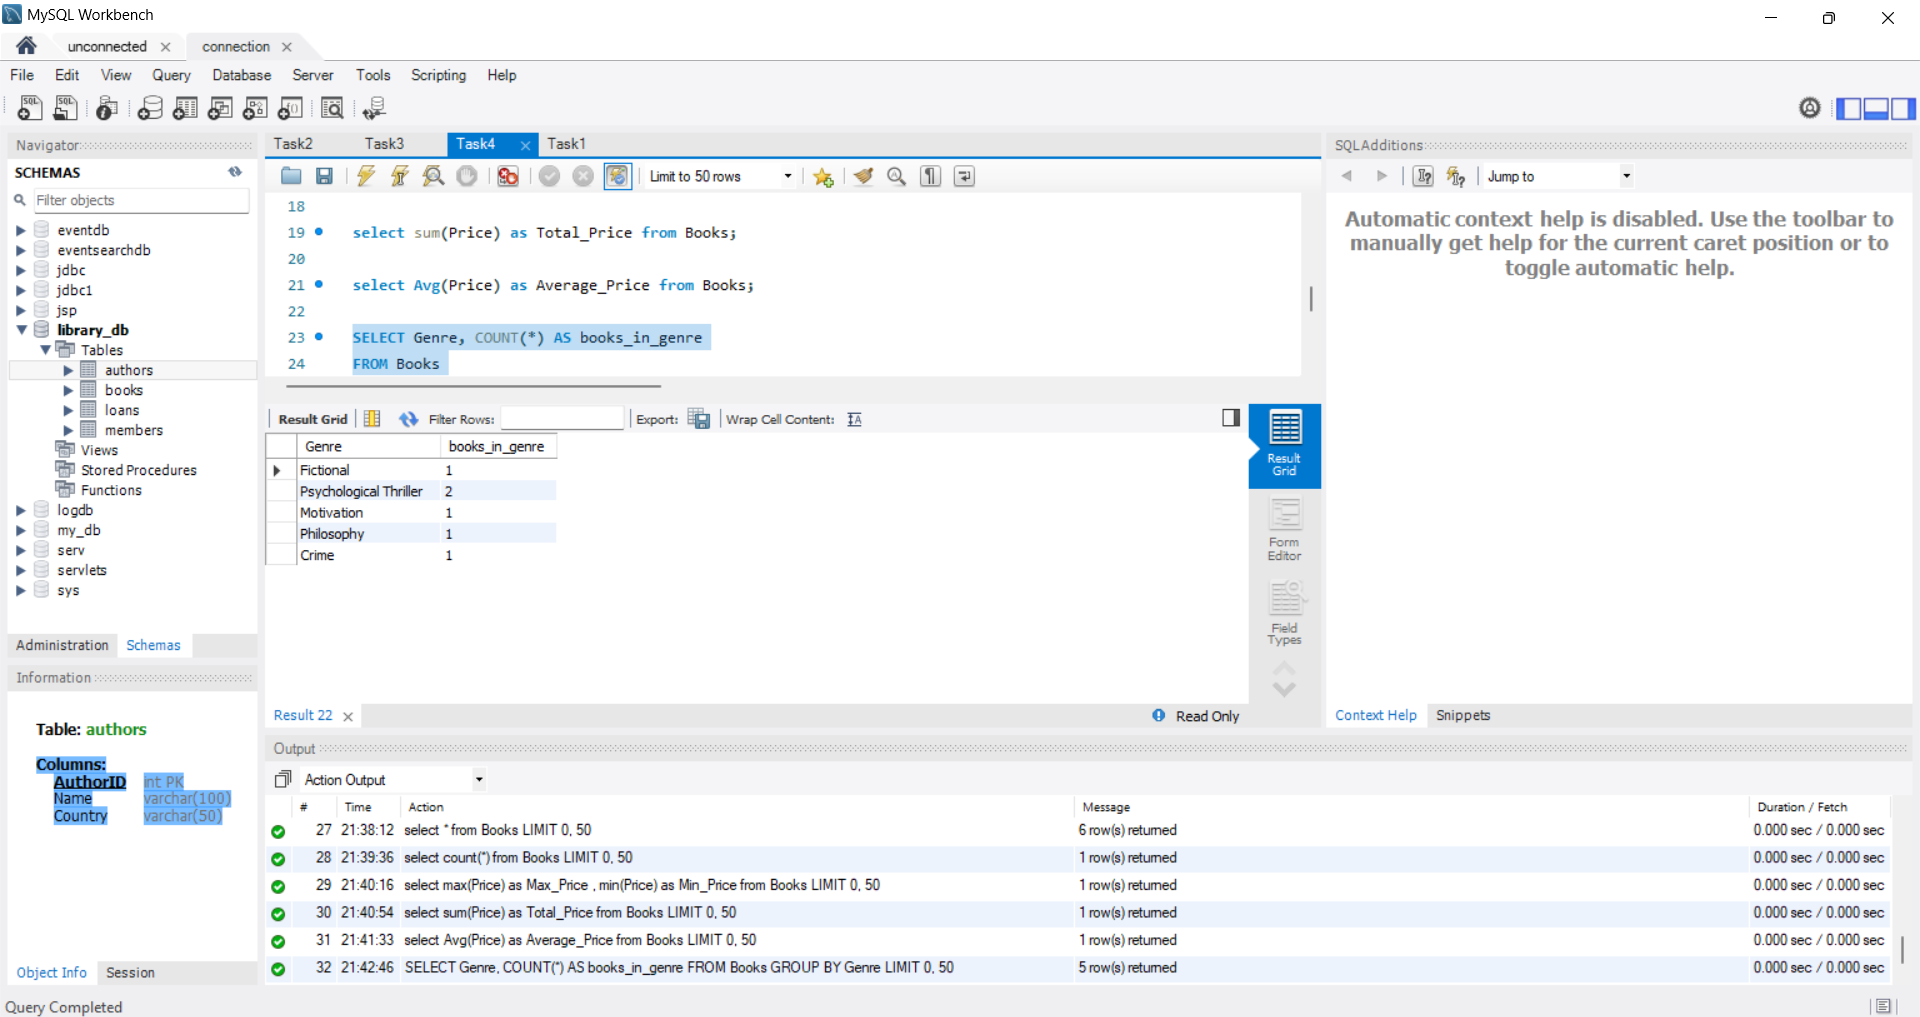 MySQL Workbench
unconnected
connection
File Edit View Query Database Server Tools Scripting Help
Navigator
SCHEMAS
Filter objects
eventdb
eventsearchdb
jdbc
jdbc1
jsp
library_db
Tables
authors
books
loans
members
Views
Stored Procedures
Functions
logdb
my_db
serv
servlets
sys
Administration Schemas
Information
Table: authors
Columns:
AuthorID int PK
Name varchar(100)
Country varchar(50)
Object Info Session
Query Completed
Task2 Task3 Task4 Task1
Limit to 50 rows
18
19 select sum(Price) as Total_Price from Books;
20
21 select Avg(Price) as Average_Price from Books;
22
23 SELECT Genre, COUNT(*) AS books_in_genre
24 FROM Books
Result Grid Filter Rows: Export: Wrap Cell Content:
Genre books_in_genre
Fictional 1
Psychological Thriller 2
Motivation 1
Philosophy 1
Crime 1
Result Grid
Form Editor
Field Types
Result 22
Read Only
SQLAdditions
Jump to
Automatic context help is disabled. Use the toolbar to
manually get help for the current caret position or to
toggle automatic help.
Context Help Snippets
Output
Action Output
# Time Action Message Duration / Fetch
27 21:38:12 select * from Books LIMIT 0, 50 6 row(s) returned 0.000 sec / 0.000 sec
28 21:39:36 select count(*) from Books LIMIT 0, 50 1 row(s) returned 0.000 sec / 0.000 sec
29 21:40:16 select max(Price) as Max_Price , min(Price) as Min_Price from Books LIMIT 0, 50 1 row(s) returned 0.000 sec / 0.000 sec
30 21:40:54 select sum(Price) as Total_Price from Books LIMIT 0, 50 1 row(s) returned 0.000 sec / 0.000 sec
31 21:41:33 select Avg(Price) as Average_Price from Books LIMIT 0, 50 1 row(s) returned 0.000 sec / 0.000 sec
32 21:42:46 SELECT Genre, COUNT(*) AS books_in_genre FROM Books GROUP BY Genre LIMIT 0, 50 5 row(s) returned 0.000 sec / 0.000 sec